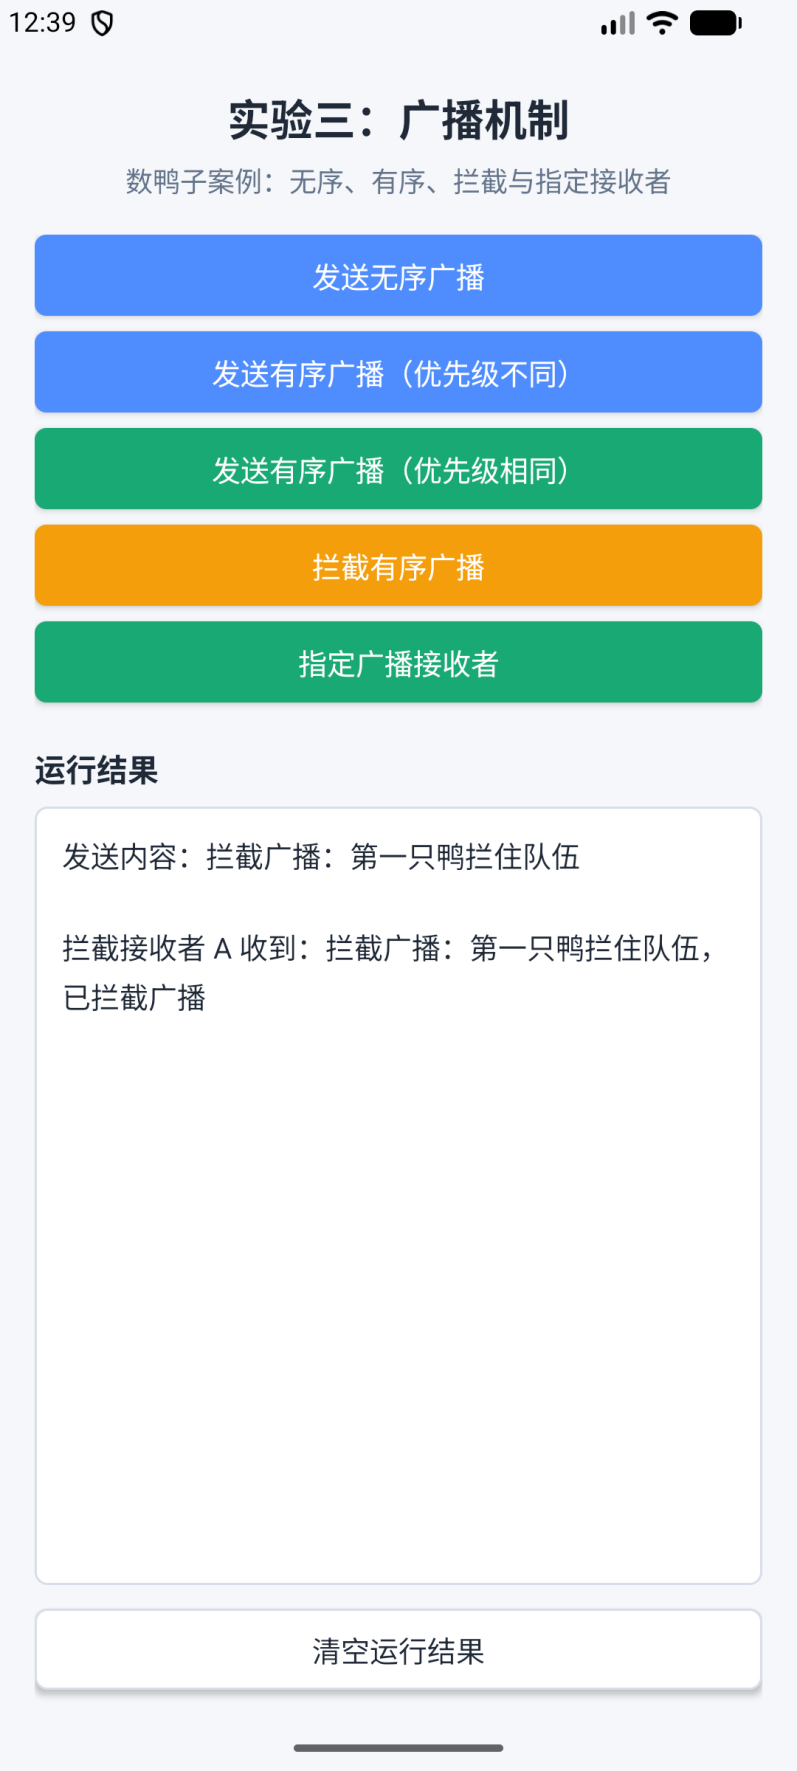 12:39
实验三：广播机制
数鸭子案例：无序、有序、拦截与指定接收者
发送无序广播
发送有序广播（优先级不同）
发送有序广播（优先级相同）
拦截有序广播
指定广播接收者
运行结果
发送内容：拦截广播：第一只鸭拦住队伍
拦截接收者 A 收到：拦截广播：第一只鸭拦住队伍，
已拦截广播
清空运行结果